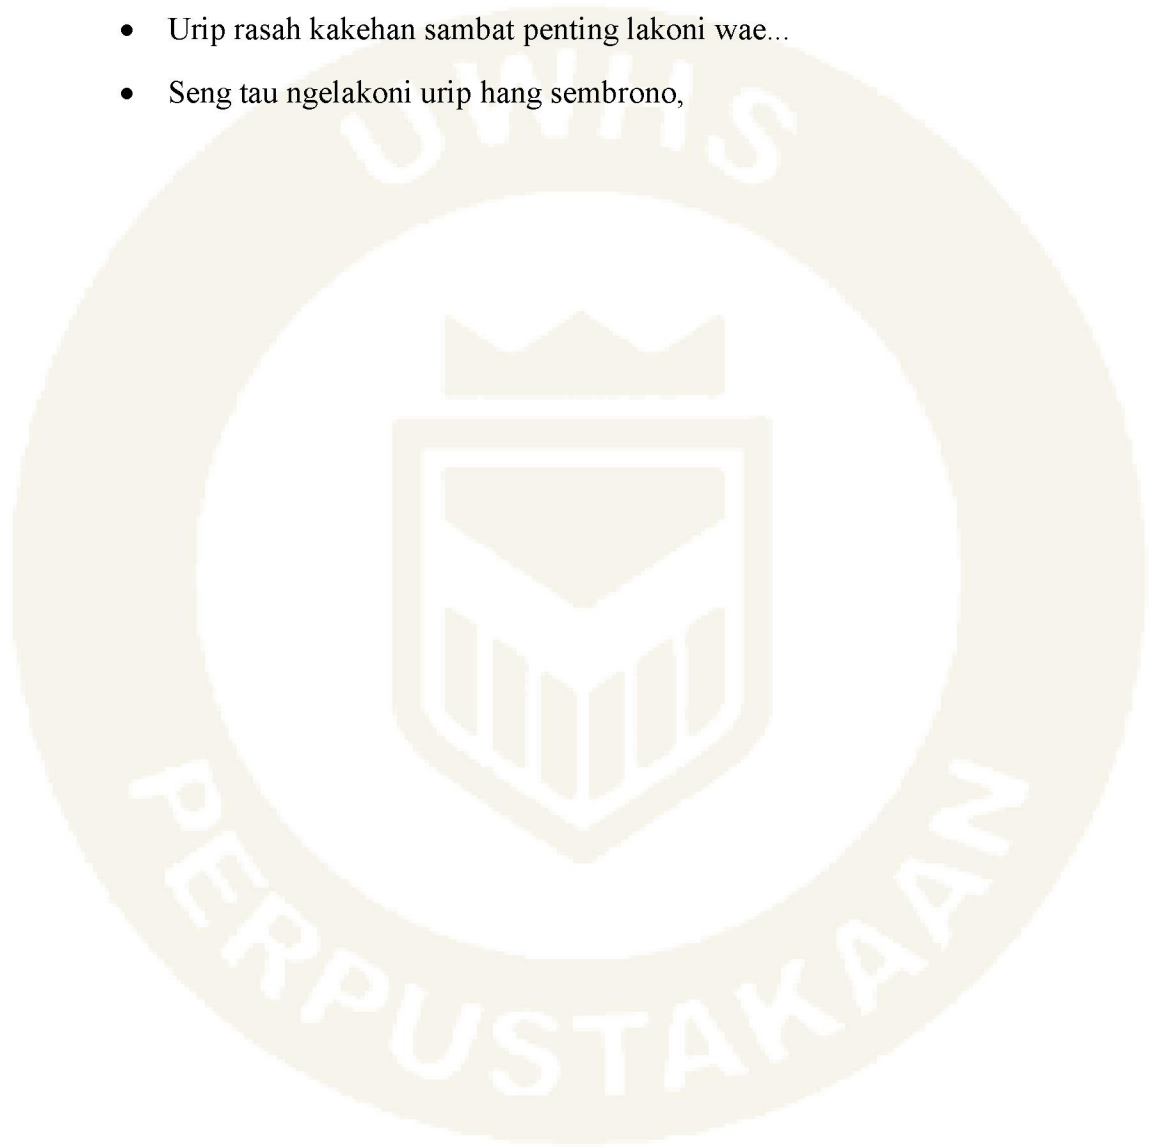 • Urip rasah kakehan sambat penting lakoni wae...
• Seng tau ngelakoni urip hang sembrono,
UWHS
PERPUSTAKAAN